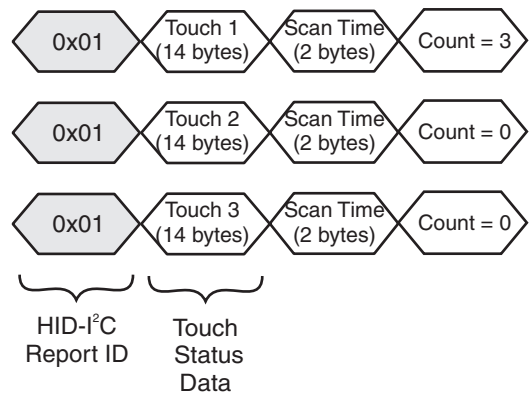 0x01 Touch 1 (14 bytes) Scan Time (2 bytes) Count = 3
0x01 Touch 2 (14 bytes) Scan Time (2 bytes) Count = 0
0x01 Touch 3 (14 bytes) Scan Time (2 bytes) Count = 0
HID-I²C
Report ID
Touch
Status
Data